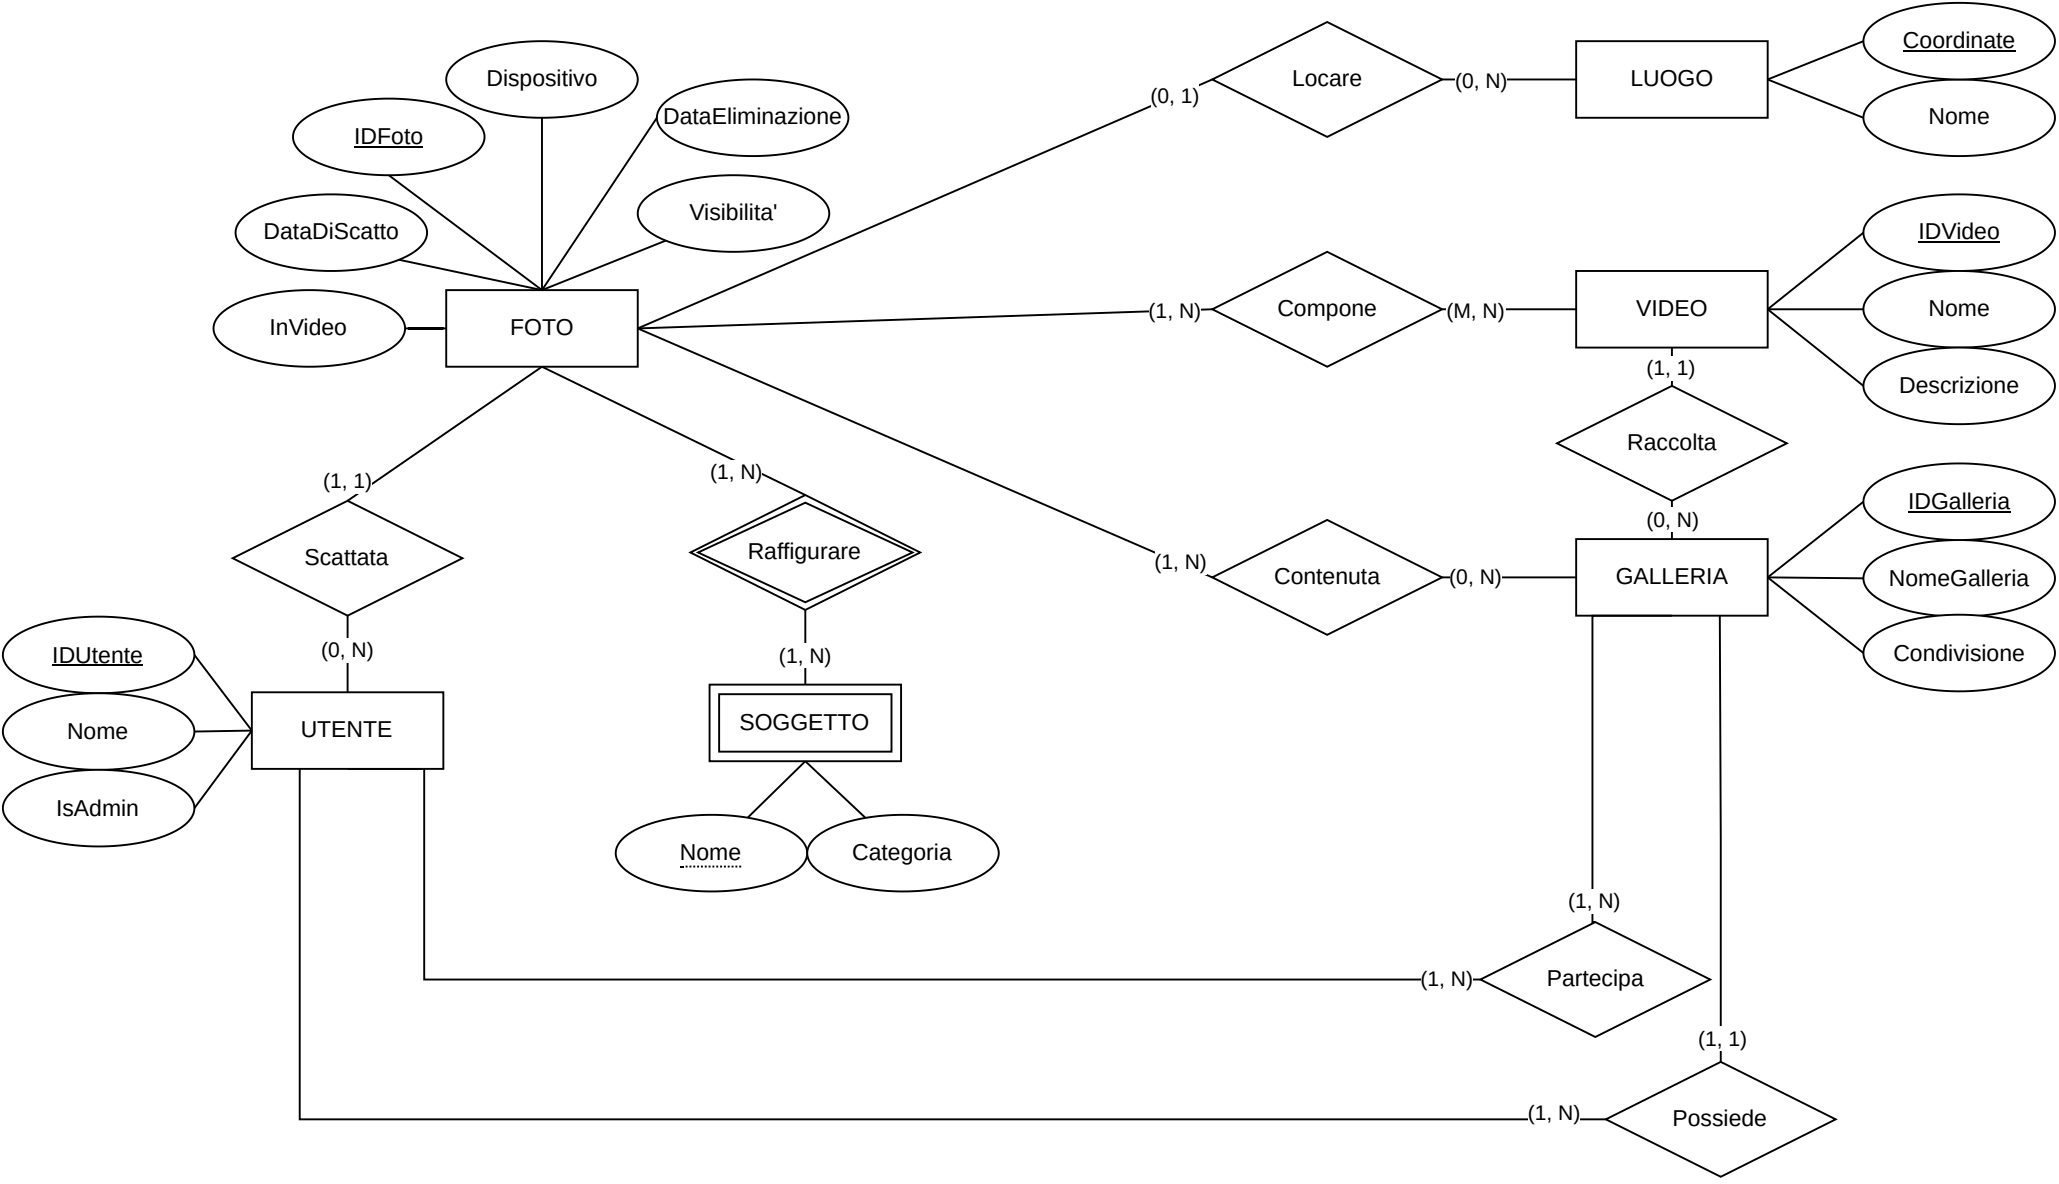 Coordinate
Dispositivo
Locare
LUOGO
(0, 1)
(0, N)
DataEliminazione
Nome
IDFoto
Visibilita'
DataDiScatto
IDVideo
InVideo
FOTO
(1, N)
Compone
(M, N)
VIDEO
Nome
(1, 1)
Descrizione
Raccolta
(1, 1)
(1, N)
(0, N)
IDGalleria
Scattata
Raffigurare
(1, N)
Contenuta
(0, N)
GALLERIA
NomeGalleria
(0, N)
(1, N)
Condivisione
IDUtente
Nome
UTENTE
SOGGETTO
IsAdmin
Nome
Categoria
(1, N)
(1, N)
Partecipa
(1, 1)
(1, N)
Possiede